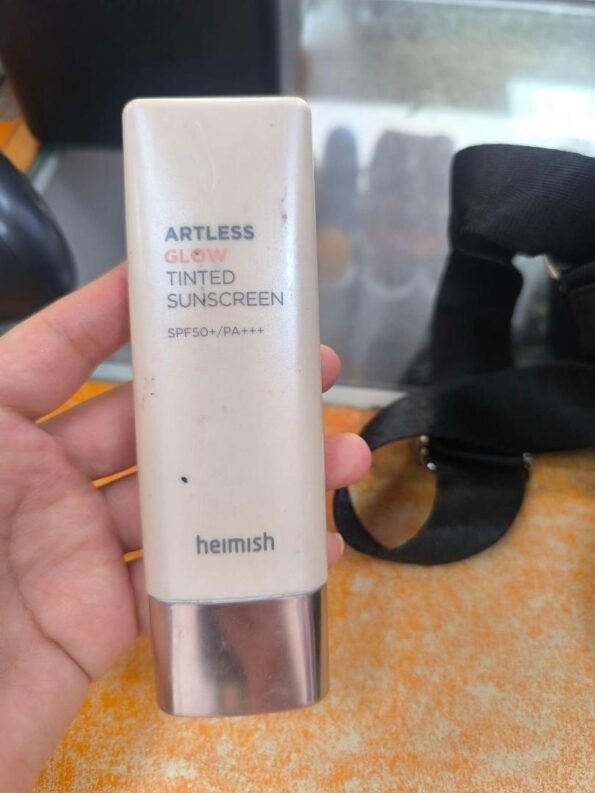 ARTLESS
GLOW
TINTED
SUNSCREEN
SPF50+/PA+++
heimish